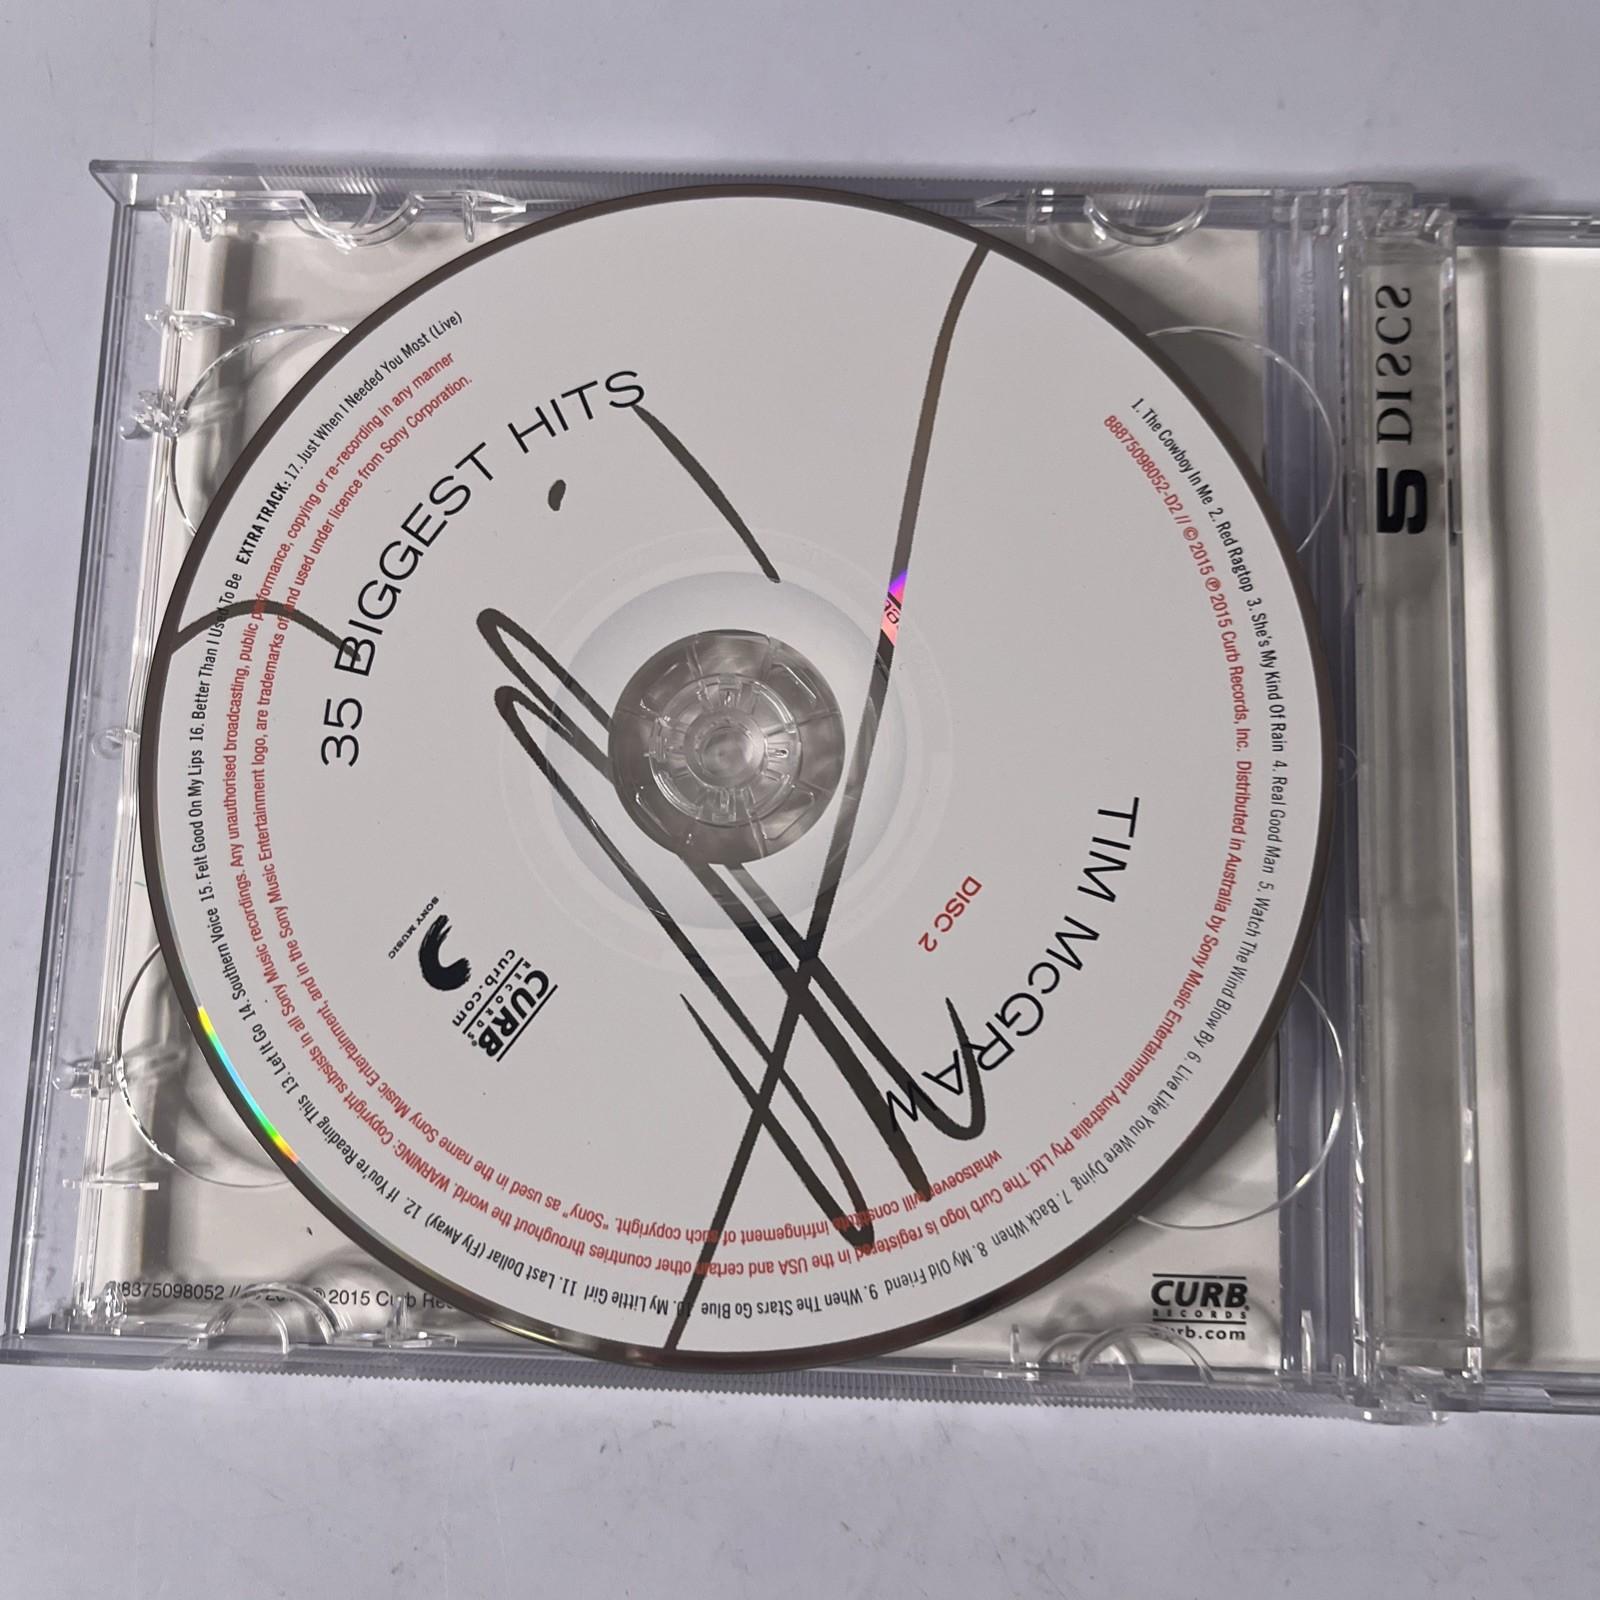 35 BIGGEST HITS
TIM McGRAW
DISC 2
1. The Cowboy In Me 2. Red Ragtop 3. She's My Kind Of Rain 4. Real Good Man 5. Watch The Wind Blow By 6. Live Like You Were Dying 7. Back When 8. My Old Friend 9. When The Stars Go Blue 10. My Little Girl 11. Last Dollar (Fly Away) 12. If You're Reading This 13. Let It Go 14. Southern Voice 15. Felt Good On My Lips 16. Better Than I Used To Be EXTRA TRACK: 17. Just When I Needed You Most (Live)
88875098052-D2 // © 2015 ℗ 2015 Curb Records, Inc. Distributed in Australia by Sony Music Entertainment Australia Pty Ltd. The Curb logo is registered in the USA and certain other countries throughout the world. WARNING: Copyright subsists in all Sony Music recordings. Any unauthorised broadcasting, public performance, copying or re-recording in any manner
whatsoever will constitute infringement of such copyright. "Sony" as used in the name Sony Music Entertainment, and in the Sony Music Entertainment logo, are trademarks of and used under licence from Sony Corporation.
SONY MUSIC
CURB
RECORDS®
curb.com
2 DISCS
88375098052 // 2015 Curb
CURB®
RECORDS
curb.com